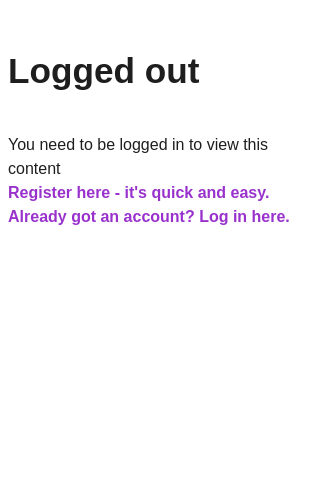 Logged out
You need to be logged in to view this
content
Register here - it's quick and easy.
Already got an account? Log in here.